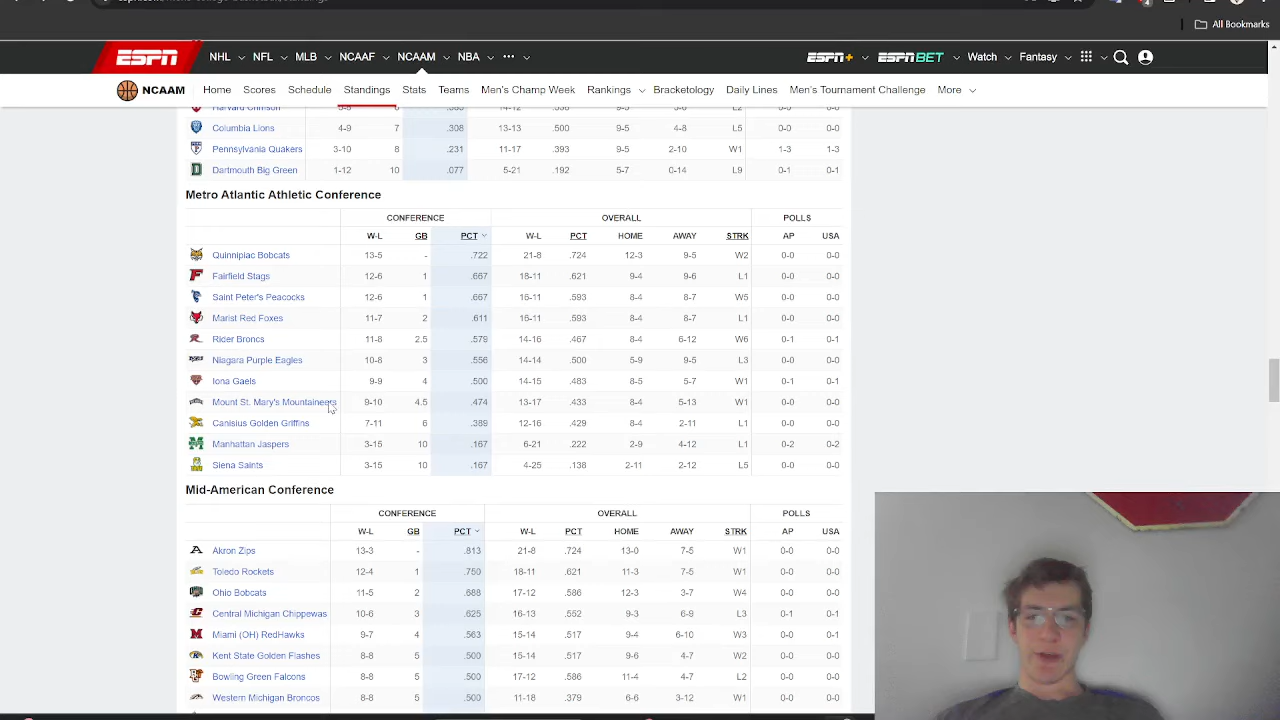 All Bookmarks
ESPN NHL NFL MLB NCAAF NCAAM NBA ESPN+ ESPN BET Watch Fantasy
NCAAM Home Scores Schedule Standings Stats Teams Men's Champ Week Rankings Bracketology Daily Lines Men's Tournament Challenge More
Columbia Lions 4-9 7 .308 13-13 .500 9-5 4-8 L5 0-0 0-0
Pennsylvania Quakers 3-10 8 .231 11-17 .393 9-5 2-10 W1 1-3 1-3
Dartmouth Big Green 1-12 10 .077 5-21 .192 5-7 0-14 L9 0-1 0-1
Metro Atlantic Athletic Conference
CONFERENCE OVERALL POLLS
W-L GB PCT W-L PCT HOME AWAY STRK AP USA
Quinnipiac Bobcats 13-5 - .722 21-8 .724 12-3 9-5 W2 0-0 0-0
Fairfield Stags 12-6 1 .667 18-11 .621 9-4 9-6 L1 0-0 0-0
Saint Peter's Peacocks 12-6 1 .667 16-11 .593 8-4 8-7 W5 0-0 0-0
Marist Red Foxes 11-7 2 .611 16-11 .593 8-4 8-7 L1 0-0 0-0
Rider Broncs 11-8 2.5 .579 14-16 .467 8-4 6-12 W6 0-1 0-1
Niagara Purple Eagles 10-8 3 .556 14-14 .500 5-9 9-5 L3 0-0 0-0
Iona Gaels 9-9 4 .500 14-15 .483 8-5 5-7 W1 0-1 0-1
Mount St. Mary's Mountaineers 9-10 4.5 .474 13-17 .433 8-4 5-13 W1 0-0 0-0
Canisius Golden Griffins 7-11 6 .389 12-16 .429 8-4 2-11 L1 0-0 0-0
Manhattan Jaspers 3-15 10 .167 6-21 .222 2-9 4-12 L1 0-2 0-2
Siena Saints 3-15 10 .167 4-25 .138 2-11 2-12 L5 0-0 0-0
Mid-American Conference
CONFERENCE OVERALL POLLS
W-L GB PCT W-L PCT HOME AWAY STRK AP USA
Akron Zips 13-3 - .813 21-8 .724 13-0 7-5 W1 0-0 0-0
Toledo Rockets 12-4 1 .750 18-11 .621 11-3 7-5 W1 0-0 0-0
Ohio Bobcats 11-5 2 .688 17-12 .586 12-3 3-7 W4 0-0 0-0
Central Michigan Chippewas 10-6 3 .625 16-13 .552 9-3 6-9 L3 0-1 0-1
Miami (OH) RedHawks 9-7 4 .563 15-14 .517 9-4 6-10 W3 0-0 0-1
Kent State Golden Flashes 8-8 5 .500 15-14 .517 9-6 4-7 W2 0-0 0-0
Bowling Green Falcons 8-8 5 .500 17-12 .586 11-4 4-7 L2 0-0 0-0
Western Michigan Broncos 8-8 5 .500 11-18 .379 6-6 3-12 W1 0-0 0-0